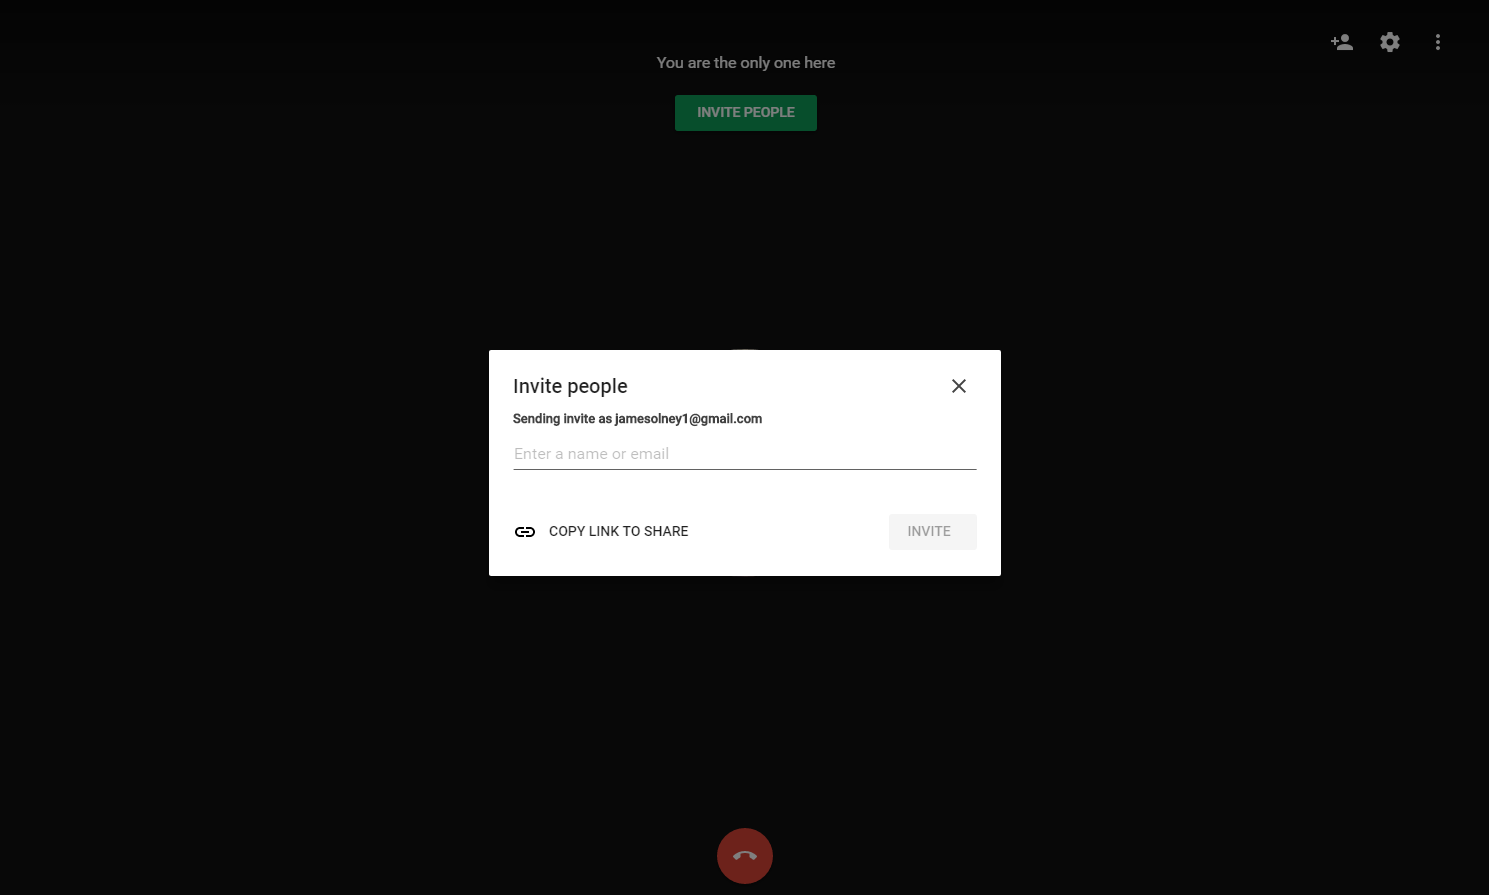 You are the only one here
INVITE PEOPLE
Invite people
Sending invite as jamesolney1@gmail.com
Enter a name or email
COPY LINK TO SHARE
INVITE